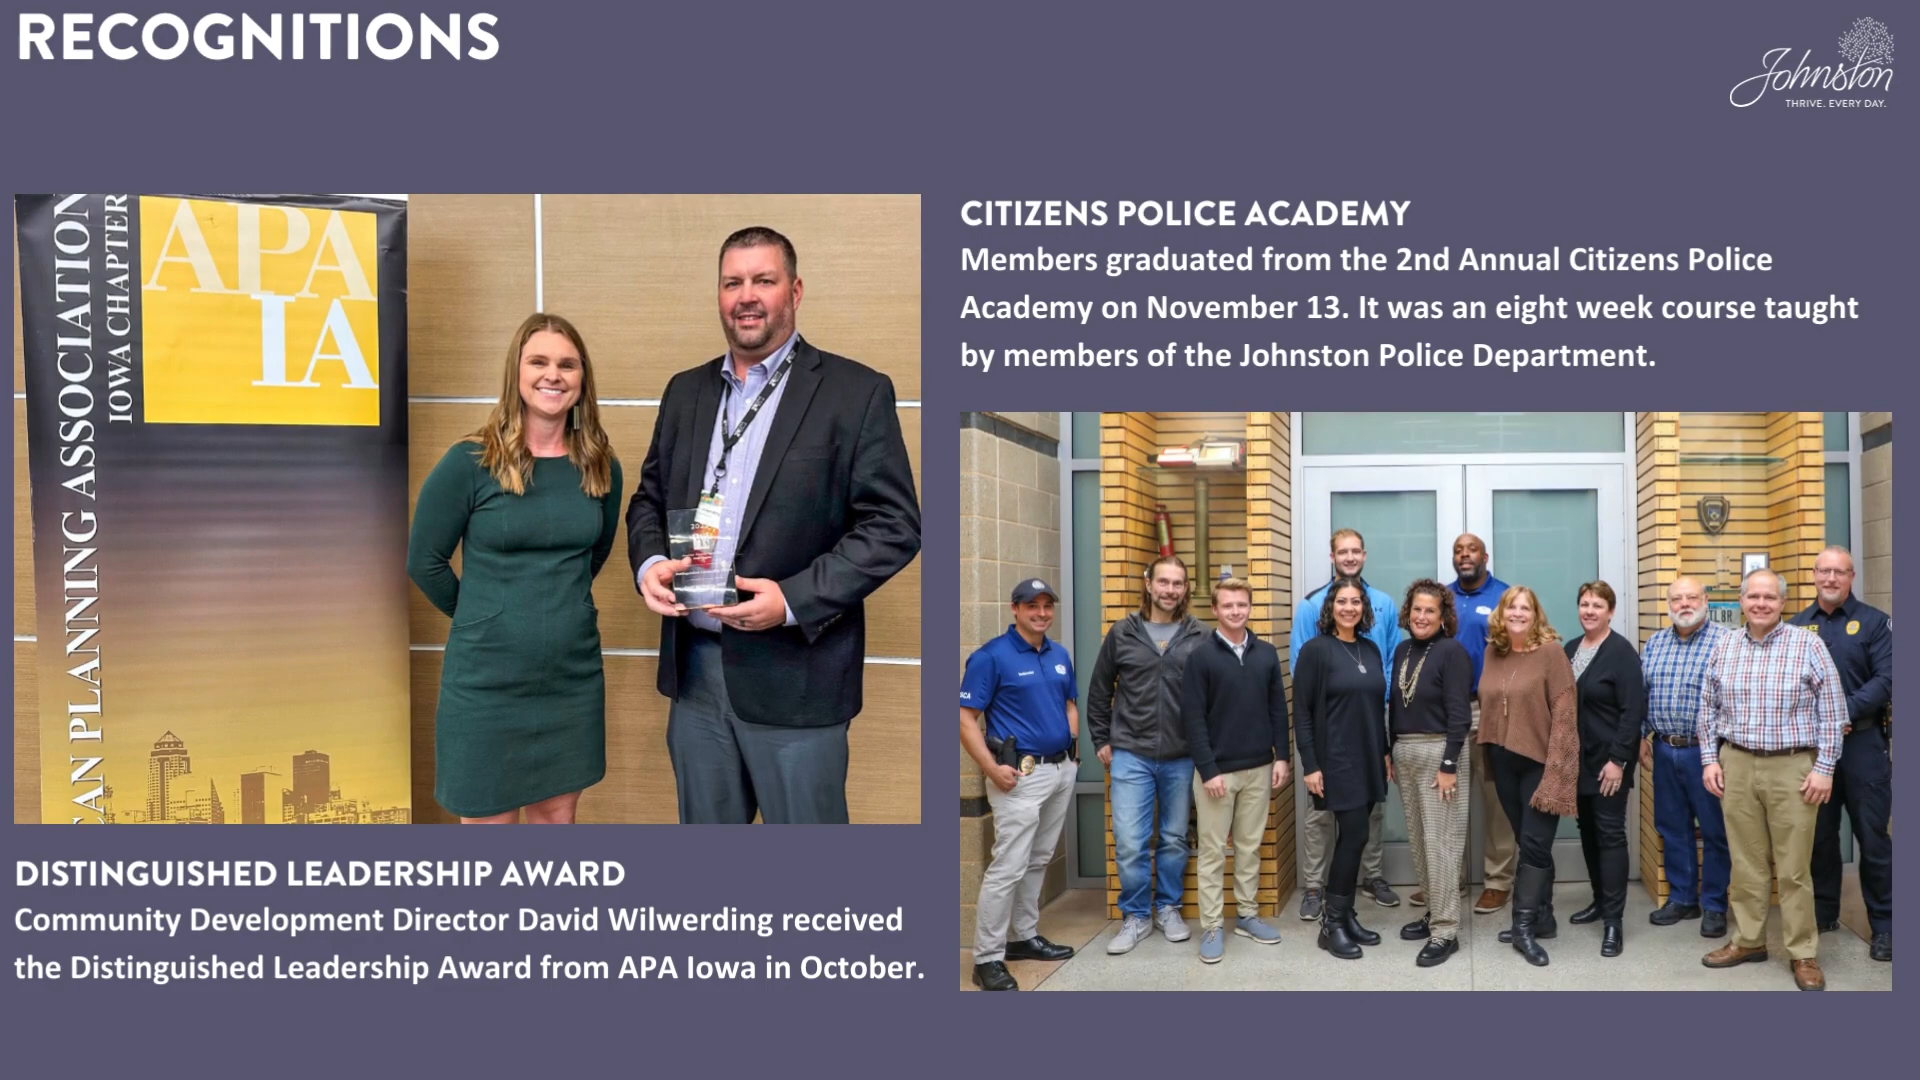 RECOGNITIONS
Johnston
THRIVE. EVERY DAY.
AN PLANNING ASSOCIATION
IOWA CHAPTER
APA
IA
DISTINGUISHED LEADERSHIP AWARD
Community Development Director David Wilwerding received
the Distinguished Leadership Award from APA Iowa in October.
CITIZENS POLICE ACADEMY
Members graduated from the 2nd Annual Citizens Police
Academy on November 13. It was an eight week course taught
by members of the Johnston Police Department.